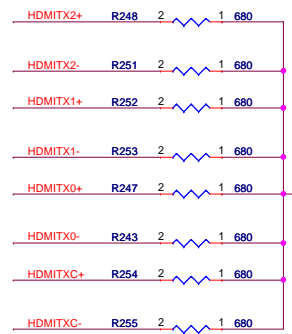 HDMITX2+ R248 2 1 680
HDMITX2- R251 2 1 680
HDMITX1+ R252 2 1 680
HDMITX1- R253 2 1 680
HDMITX0+ R247 2 1 680
HDMITX0- R243 2 1 680
HDMITXC+ R254 2 1 680
HDMITXC- R255 2 1 680